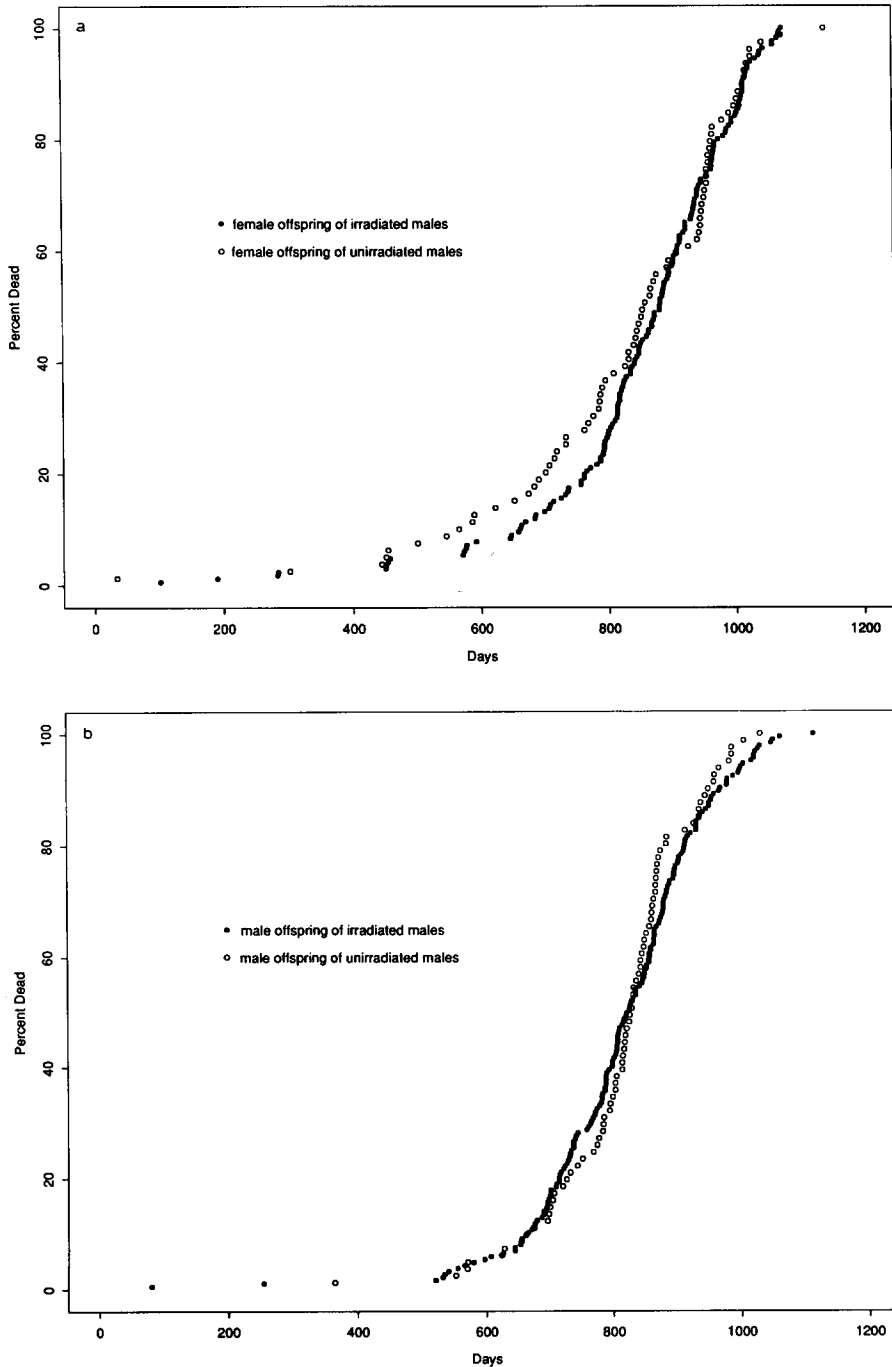 a
100
80
60
40
20
0
Percent Dead
female offspring of irradiated males
female offspring of unirradiated males
0 200 400 600 800 1000 1200
Days
b
100
80
60
40
20
0
Percent Dead
male offspring of irradiated males
male offspring of unirradiated males
0 200 400 600 800 1000 1200
Days